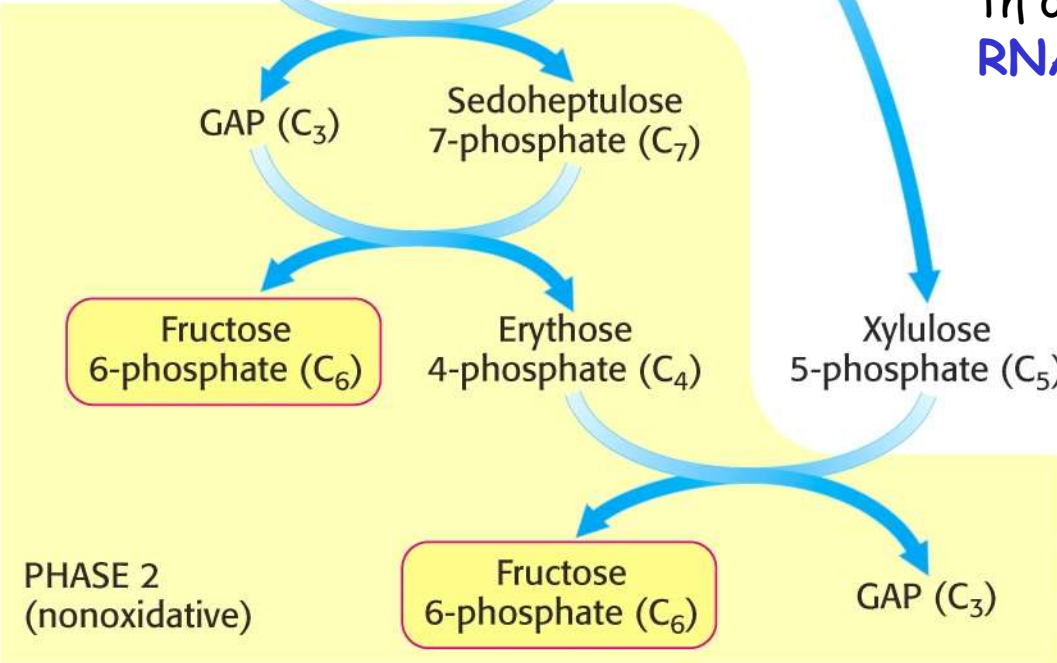 RNA
GAP (C₃)
Sedoheptulose
7-phosphate (C₇)
Fructose
6-phosphate (C₆)
Erythose
4-phosphate (C₄)
Xylulose
5-phosphate (C₅)
Fructose
6-phosphate (C₆)
GAP (C₃)
PHASE 2
(nonoxidative)